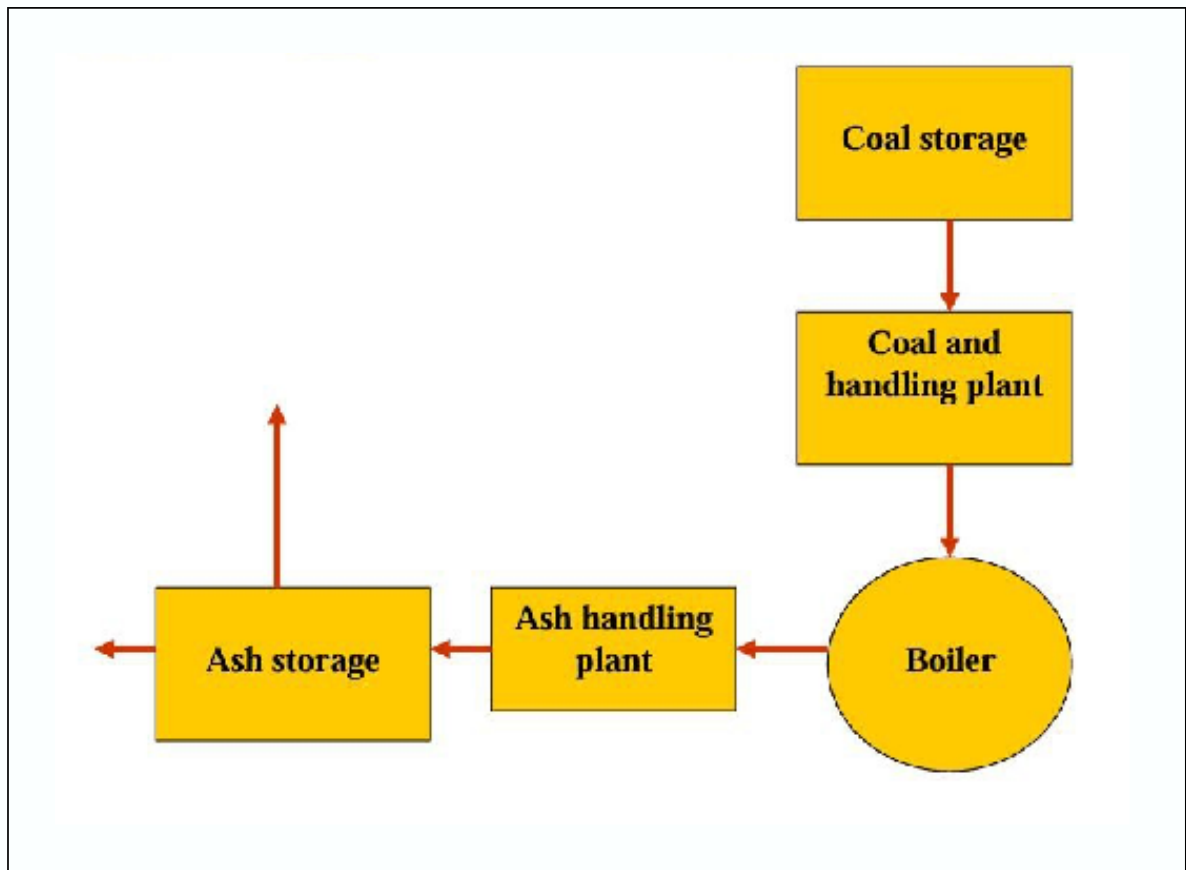 Coal storage
Coal and
handling plant
Ash handling
plant
Ash storage
Boiler